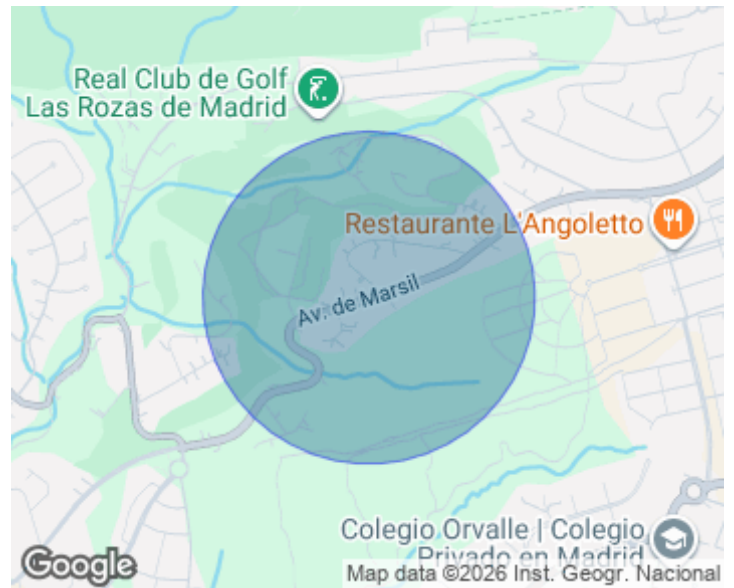 Real Club de Golf
Las Rozas de Madrid
Restaurante L'Angoletto
Av. de Marsil
Colegio Orvalle | Colegio
Privado en Madrid
Google
Map data ©2026 Inst. Geogr. Nacional